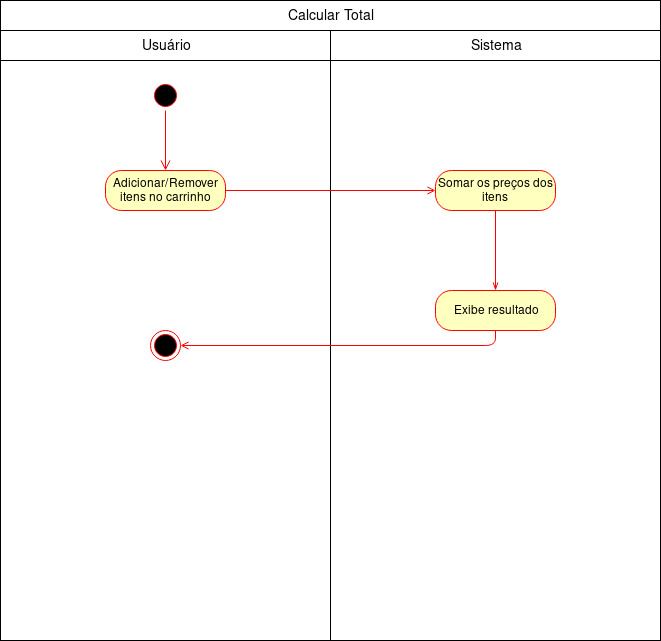 Calcular Total
Usuário
Sistema
Adicionar/Remover
itens no carrinho
Somar os preços dos
itens
Exibe resultado